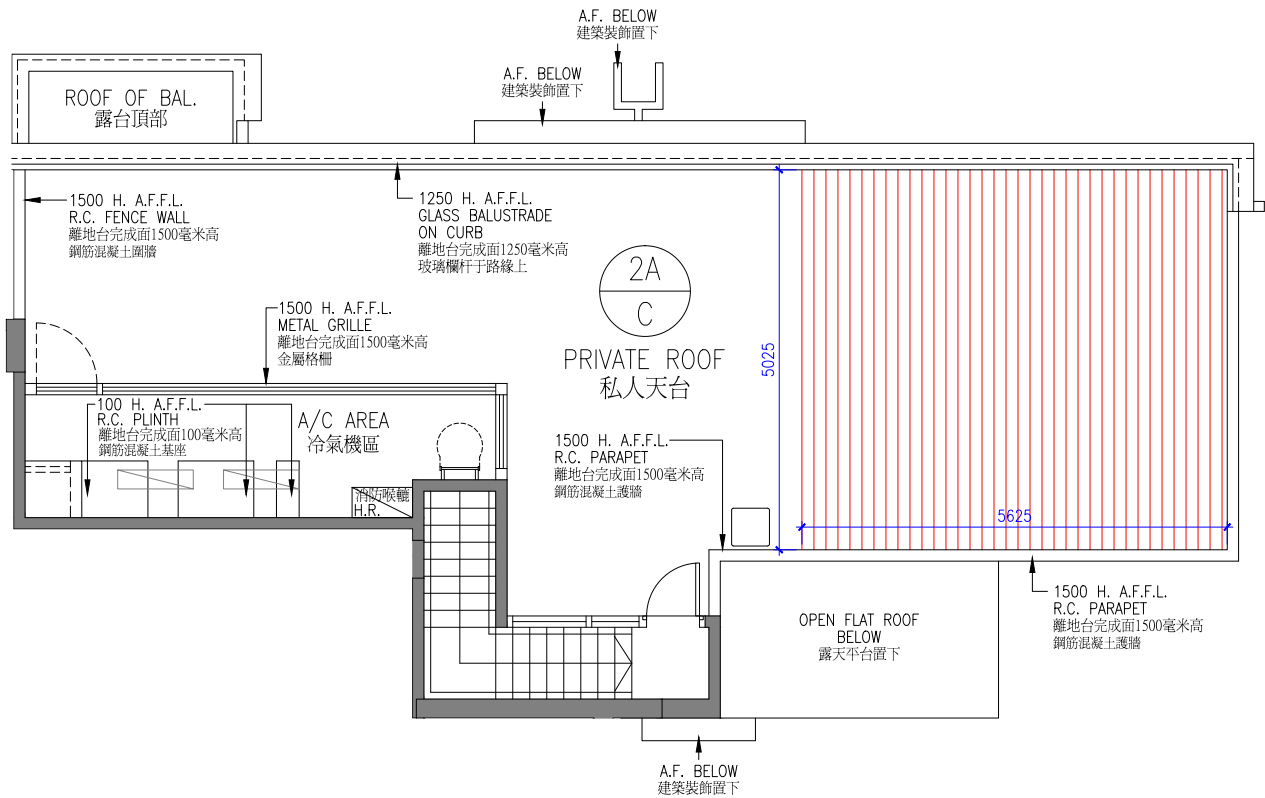 A.F. BELOW
建築裝飾置下
A.F. BELOW
建築裝飾置下
ROOF OF BAL.
露台頂部
1500 H. A.F.F.L.
R.C. FENCE WALL
離地台完成面1500毫米高
鋼筋混凝土圍牆
1250 H. A.F.F.L.
GLASS BALUSTRADE
ON CURB
離地台完成面1250毫米高
玻璃欄杆于路緣上
2A
C
PRIVATE ROOF
私人天台
1500 H. A.F.F.L.
METAL GRILLE
離地台完成面1500毫米高
金屬格柵
5025
100 H. A.F.F.L.
R.C. PLINTH
離地台完成面100毫米高
鋼筋混凝土基座
A/C AREA
冷氣機區
1500 H. A.F.F.L.
R.C. PARAPET
離地台完成面1500毫米高
鋼筋混凝土護牆
消防喉轆
H.R.
5625
1500 H. A.F.F.L.
R.C. PARAPET
離地台完成面1500毫米高
鋼筋混凝土護牆
OPEN FLAT ROOF
BELOW
露天平台置下
A.F. BELOW
建築裝飾置下